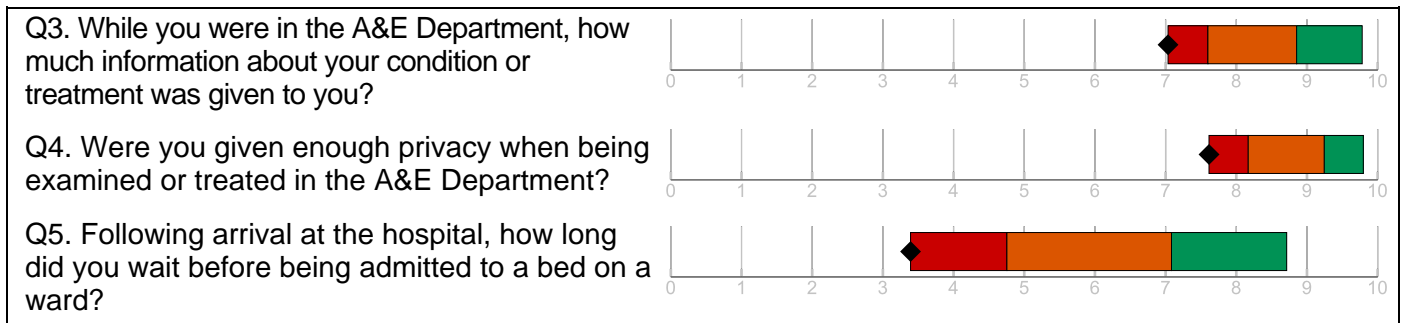 Q3. While you were in the A&E Department, how
much information about your condition or
treatment was given to you?
0 1 2 3 4 5 6 7 8 9 10
Q4. Were you given enough privacy when being
examined or treated in the A&E Department?
0 1 2 3 4 5 6 7 8 9 10
Q5. Following arrival at the hospital, how long
did you wait before being admitted to a bed on a
ward?
0 1 2 3 4 5 6 7 8 9 10